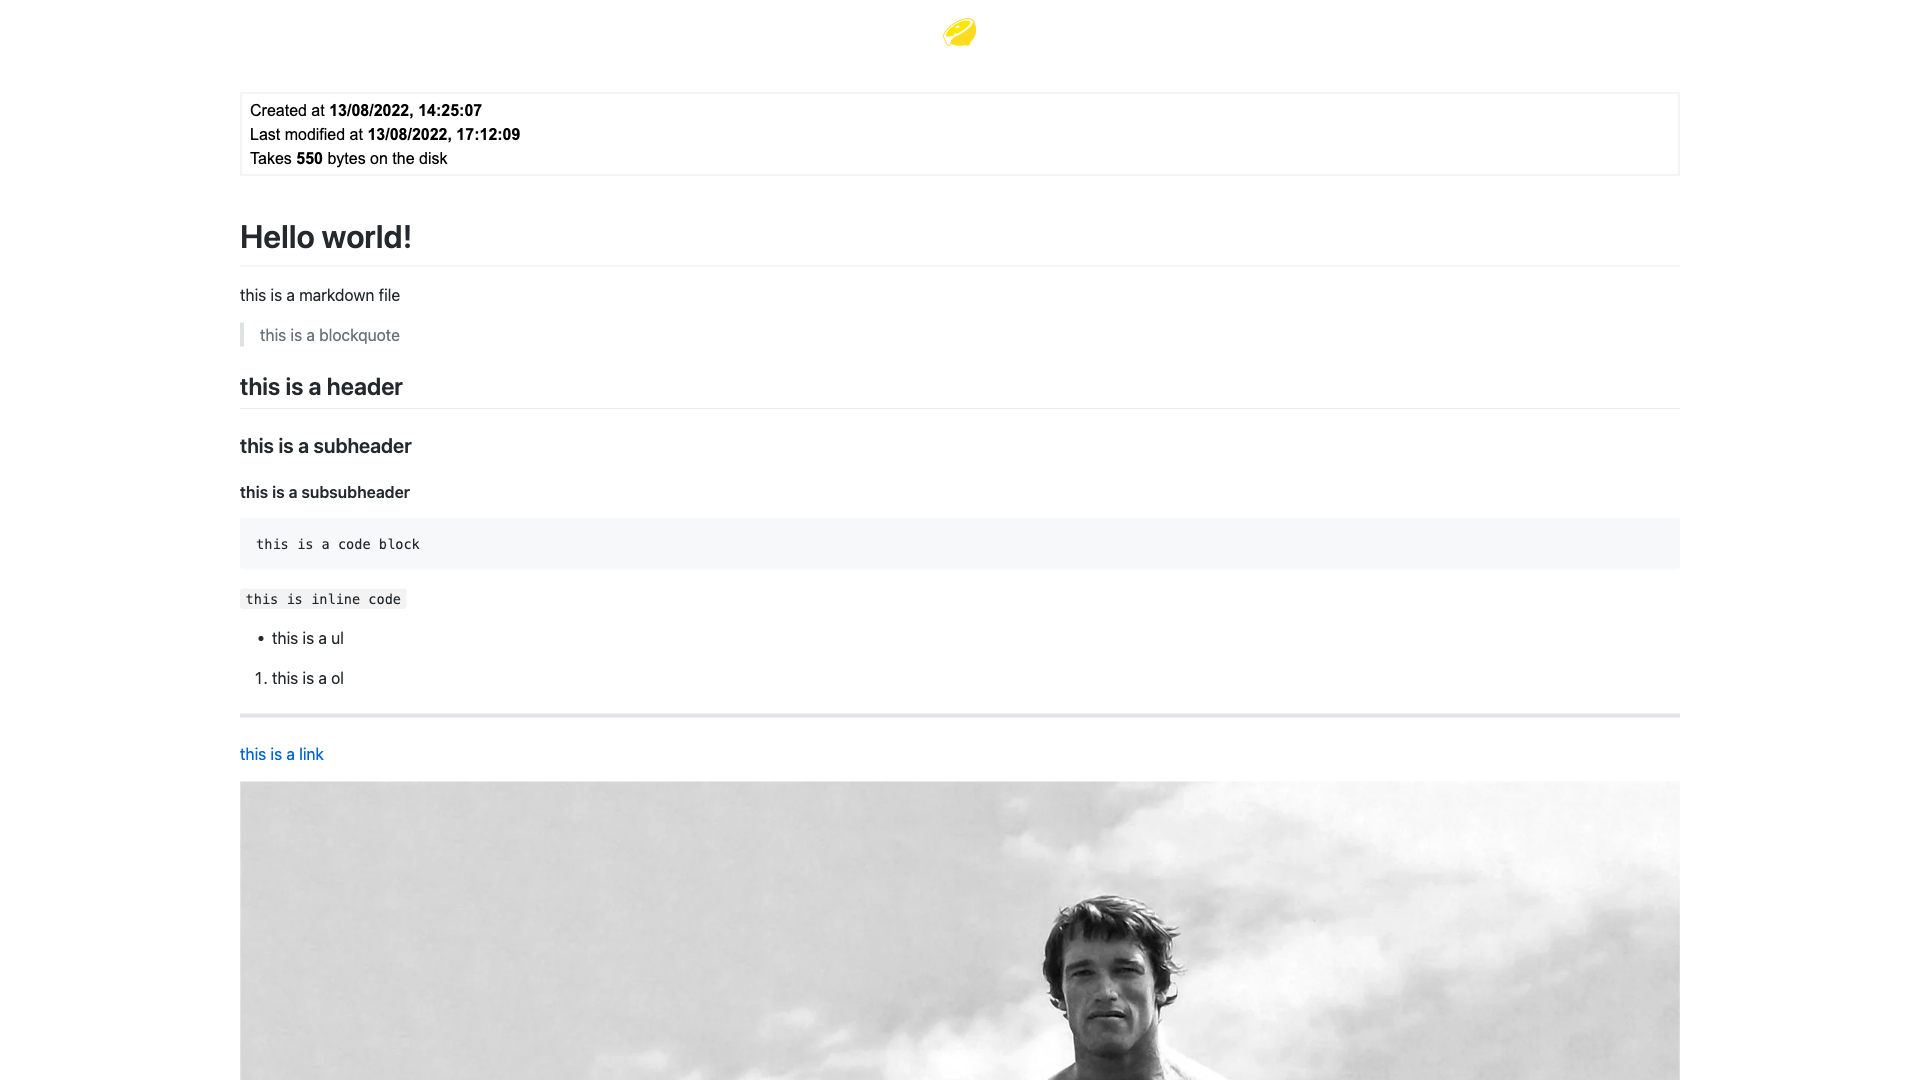 Created at 13/08/2022, 14:25:07
Last modified at 13/08/2022, 17:12:09
Takes 550 bytes on the disk
Hello world!
this is a markdown file
this is a blockquote
this is a header
this is a subheader
this is a subsubheader
this is a code block
this is inline code
• this is a ul
1. this is a ol
this is a link